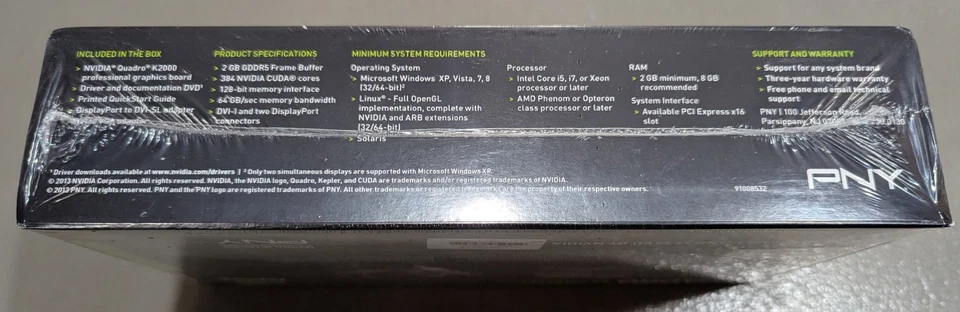 INCLUDED IN THE BOX
> NVIDIA® Quadro® K2000
professional graphics board
> Driver and documentation DVD¹
> Printed QuickStart Guide
> DisplayPort to DVI-SL adapter
PRODUCT SPECIFICATIONS
> 2 GB GDDR5 Frame Buffer
> 384 NVIDIA CUDA® cores
> 128-bit memory interface
> 64 GB/sec memory bandwidth
> DVI-I and two DisplayPort
connectors
MINIMUM SYSTEM REQUIREMENTS
Operating System
> Microsoft Windows XP, Vista, 7, 8
(32/64-bit)²
> Linux® - Full OpenGL
implementation, complete with
NVIDIA and ARB extensions
(32/64-bit)
> Solaris
Processor
> Intel Core i5, i7, or Xeon
processor or later
> AMD Phenom or Opteron
class processor or later
RAM
> 2 GB minimum, 8 GB
recommended
System Interface
> Available PCI Express x16
slot
SUPPORT AND WARRANTY
> Support for any system brand
> Three-year hardware warranty
> Free phone and email technical
support
PNY | 100 Jefferson Road
Parsippany, NJ
¹ Driver downloads available at www.nvidia.com/drivers | ² Only two simultaneous displays are supported with Microsoft Windows XP.
© 2013 NVIDIA Corporation. All rights reserved. NVIDIA, the NVIDIA logo, Quadro, Kepler, and CUDA are trademarks and/or registered trademarks of NVIDIA.
© 2013 PNY. All rights reserved. PNY and the PNY logo are registered trademarks of PNY. All other trademarks or registered trademarks are the property of their respective owners.
91008532
PNY